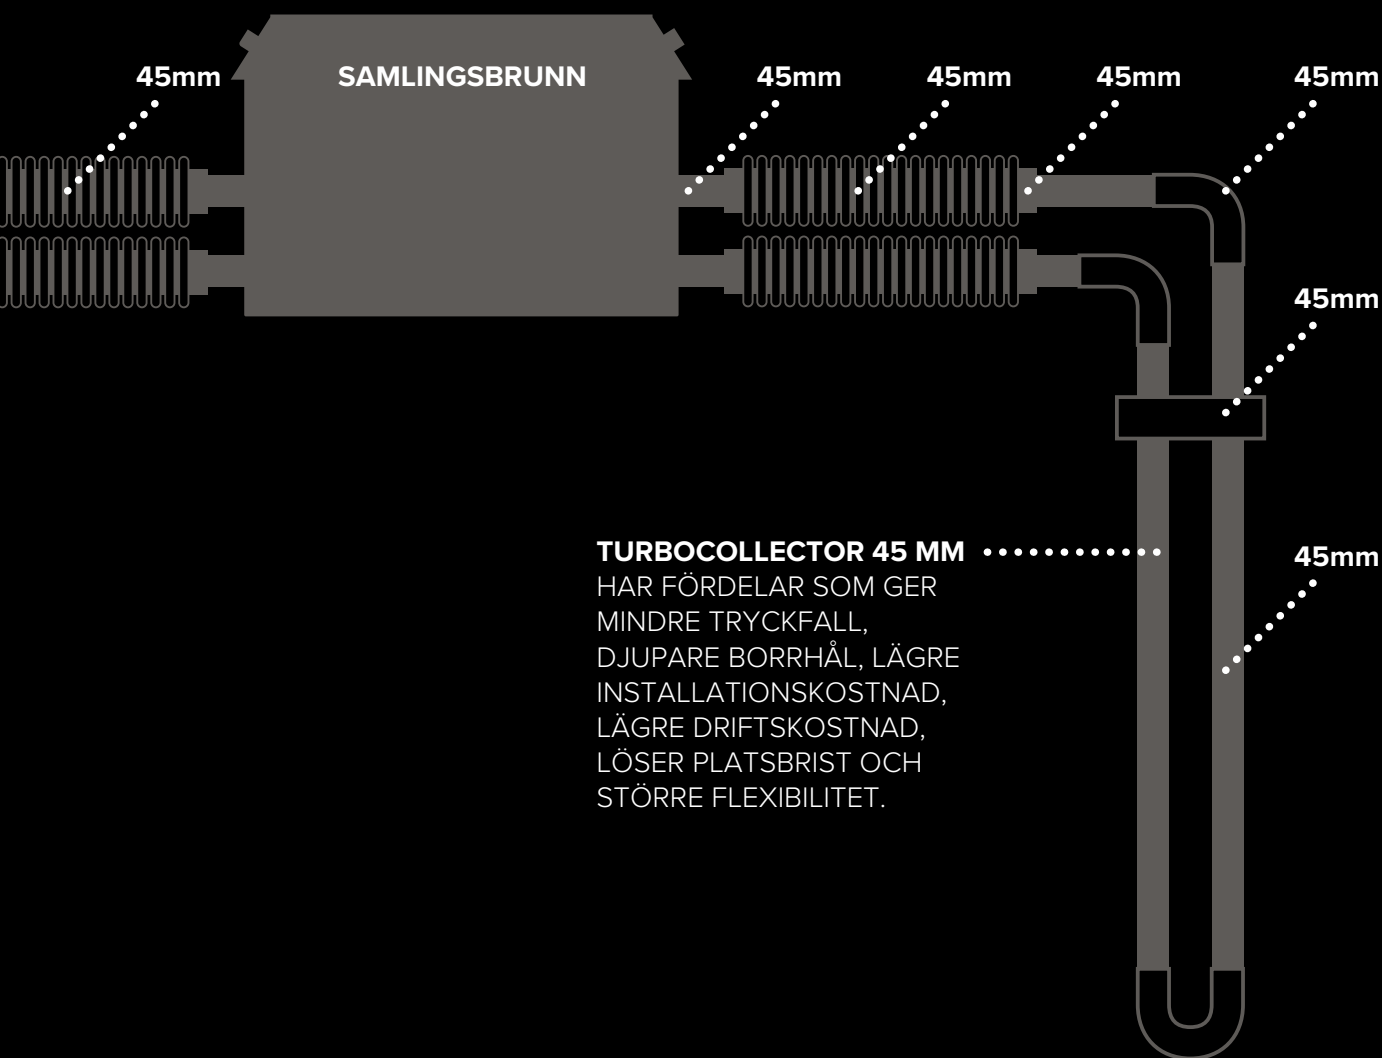 45mm
SAMLINGSBRUNN
45mm
45mm
45mm
45mm
45mm
TURBOCOLLECTOR 45 MM
HAR FÖRDELAR SOM GER
MINDRE TRYCKFALL,
DJUPARE BORRHÅL, LÄGRE
INSTALLATIONSKOSTNAD,
LÄGRE DRIFTSKOSTNAD,
LÖSER PLATSBRIST OCH
STÖRRE FLEXIBILITET.
45mm